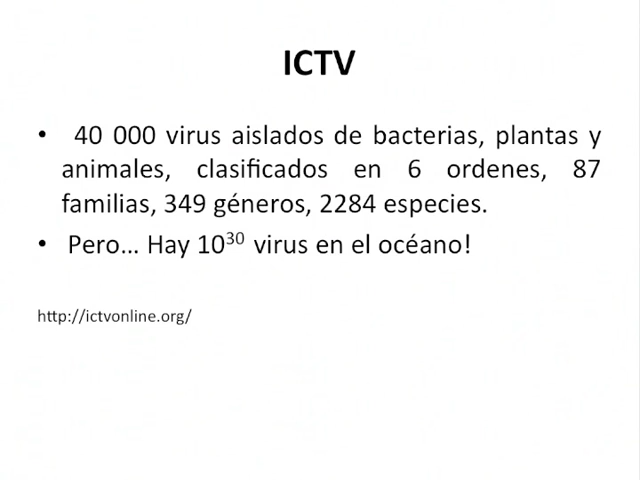 ICTV
• 40 000 virus aislados de bacterias, plantas y
animales, clasificados en 6 ordenes, 87
familias, 349 géneros, 2284 especies.
• Pero... Hay 10³⁰ virus en el océano!
http://ictvonline.org/